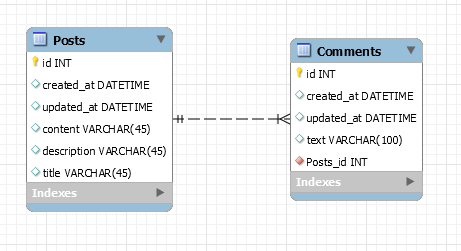 Posts
id INT
created_at DATETIME
updated_at DATETIME
content VARCHAR(45)
description VARCHAR(45)
title VARCHAR(45)
Indexes
Comments
id INT
created_at DATETIME
updated_at DATETIME
text VARCHAR(100)
Posts_id INT
Indexes